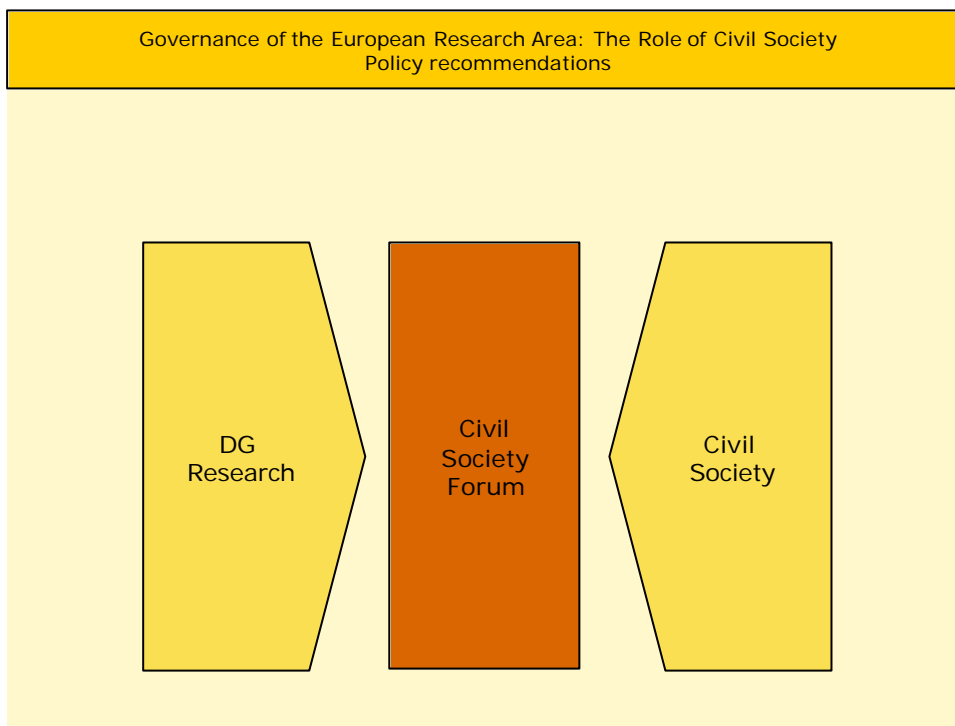 Governance of the European Research Area: The Role of Civil Society
Policy recommendations
DG
Research
Civil
Society
Forum
Civil
Society